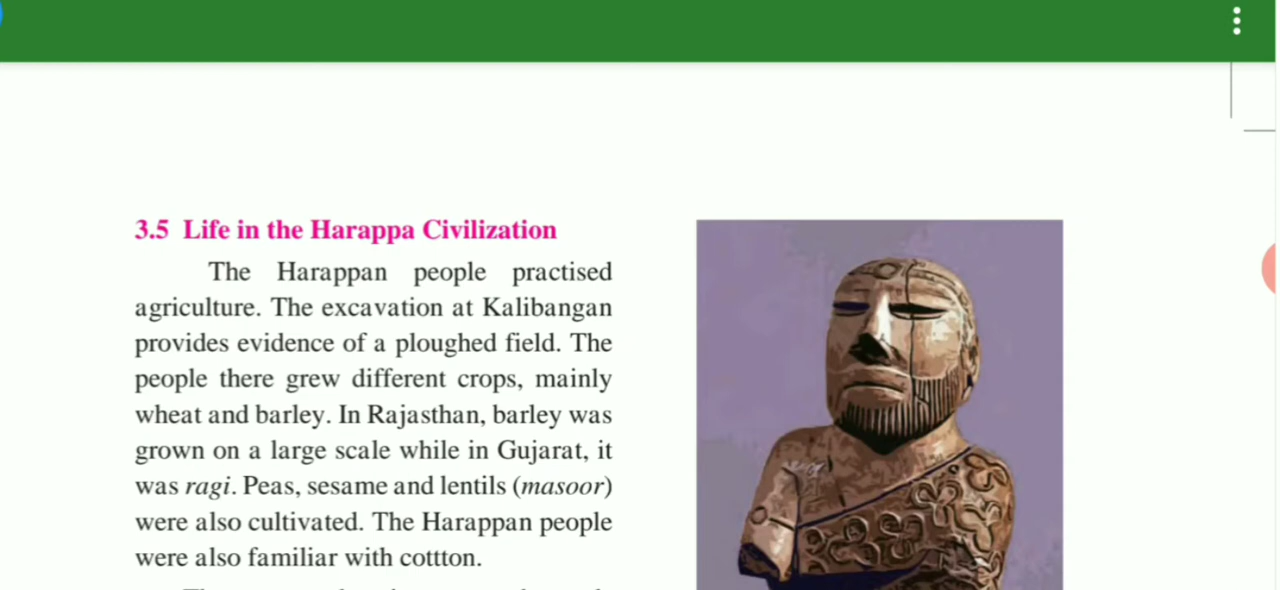 3.5 Life in the Harappa Civilization
The Harappan people practised
agriculture. The excavation at Kalibangan
provides evidence of a ploughed field. The
people there grew different crops, mainly
wheat and barley. In Rajasthan, barley was
grown on a large scale while in Gujarat, it
was ragi. Peas, sesame and lentils (masoor)
were also cultivated. The Harappan people
were also familiar with cottton.